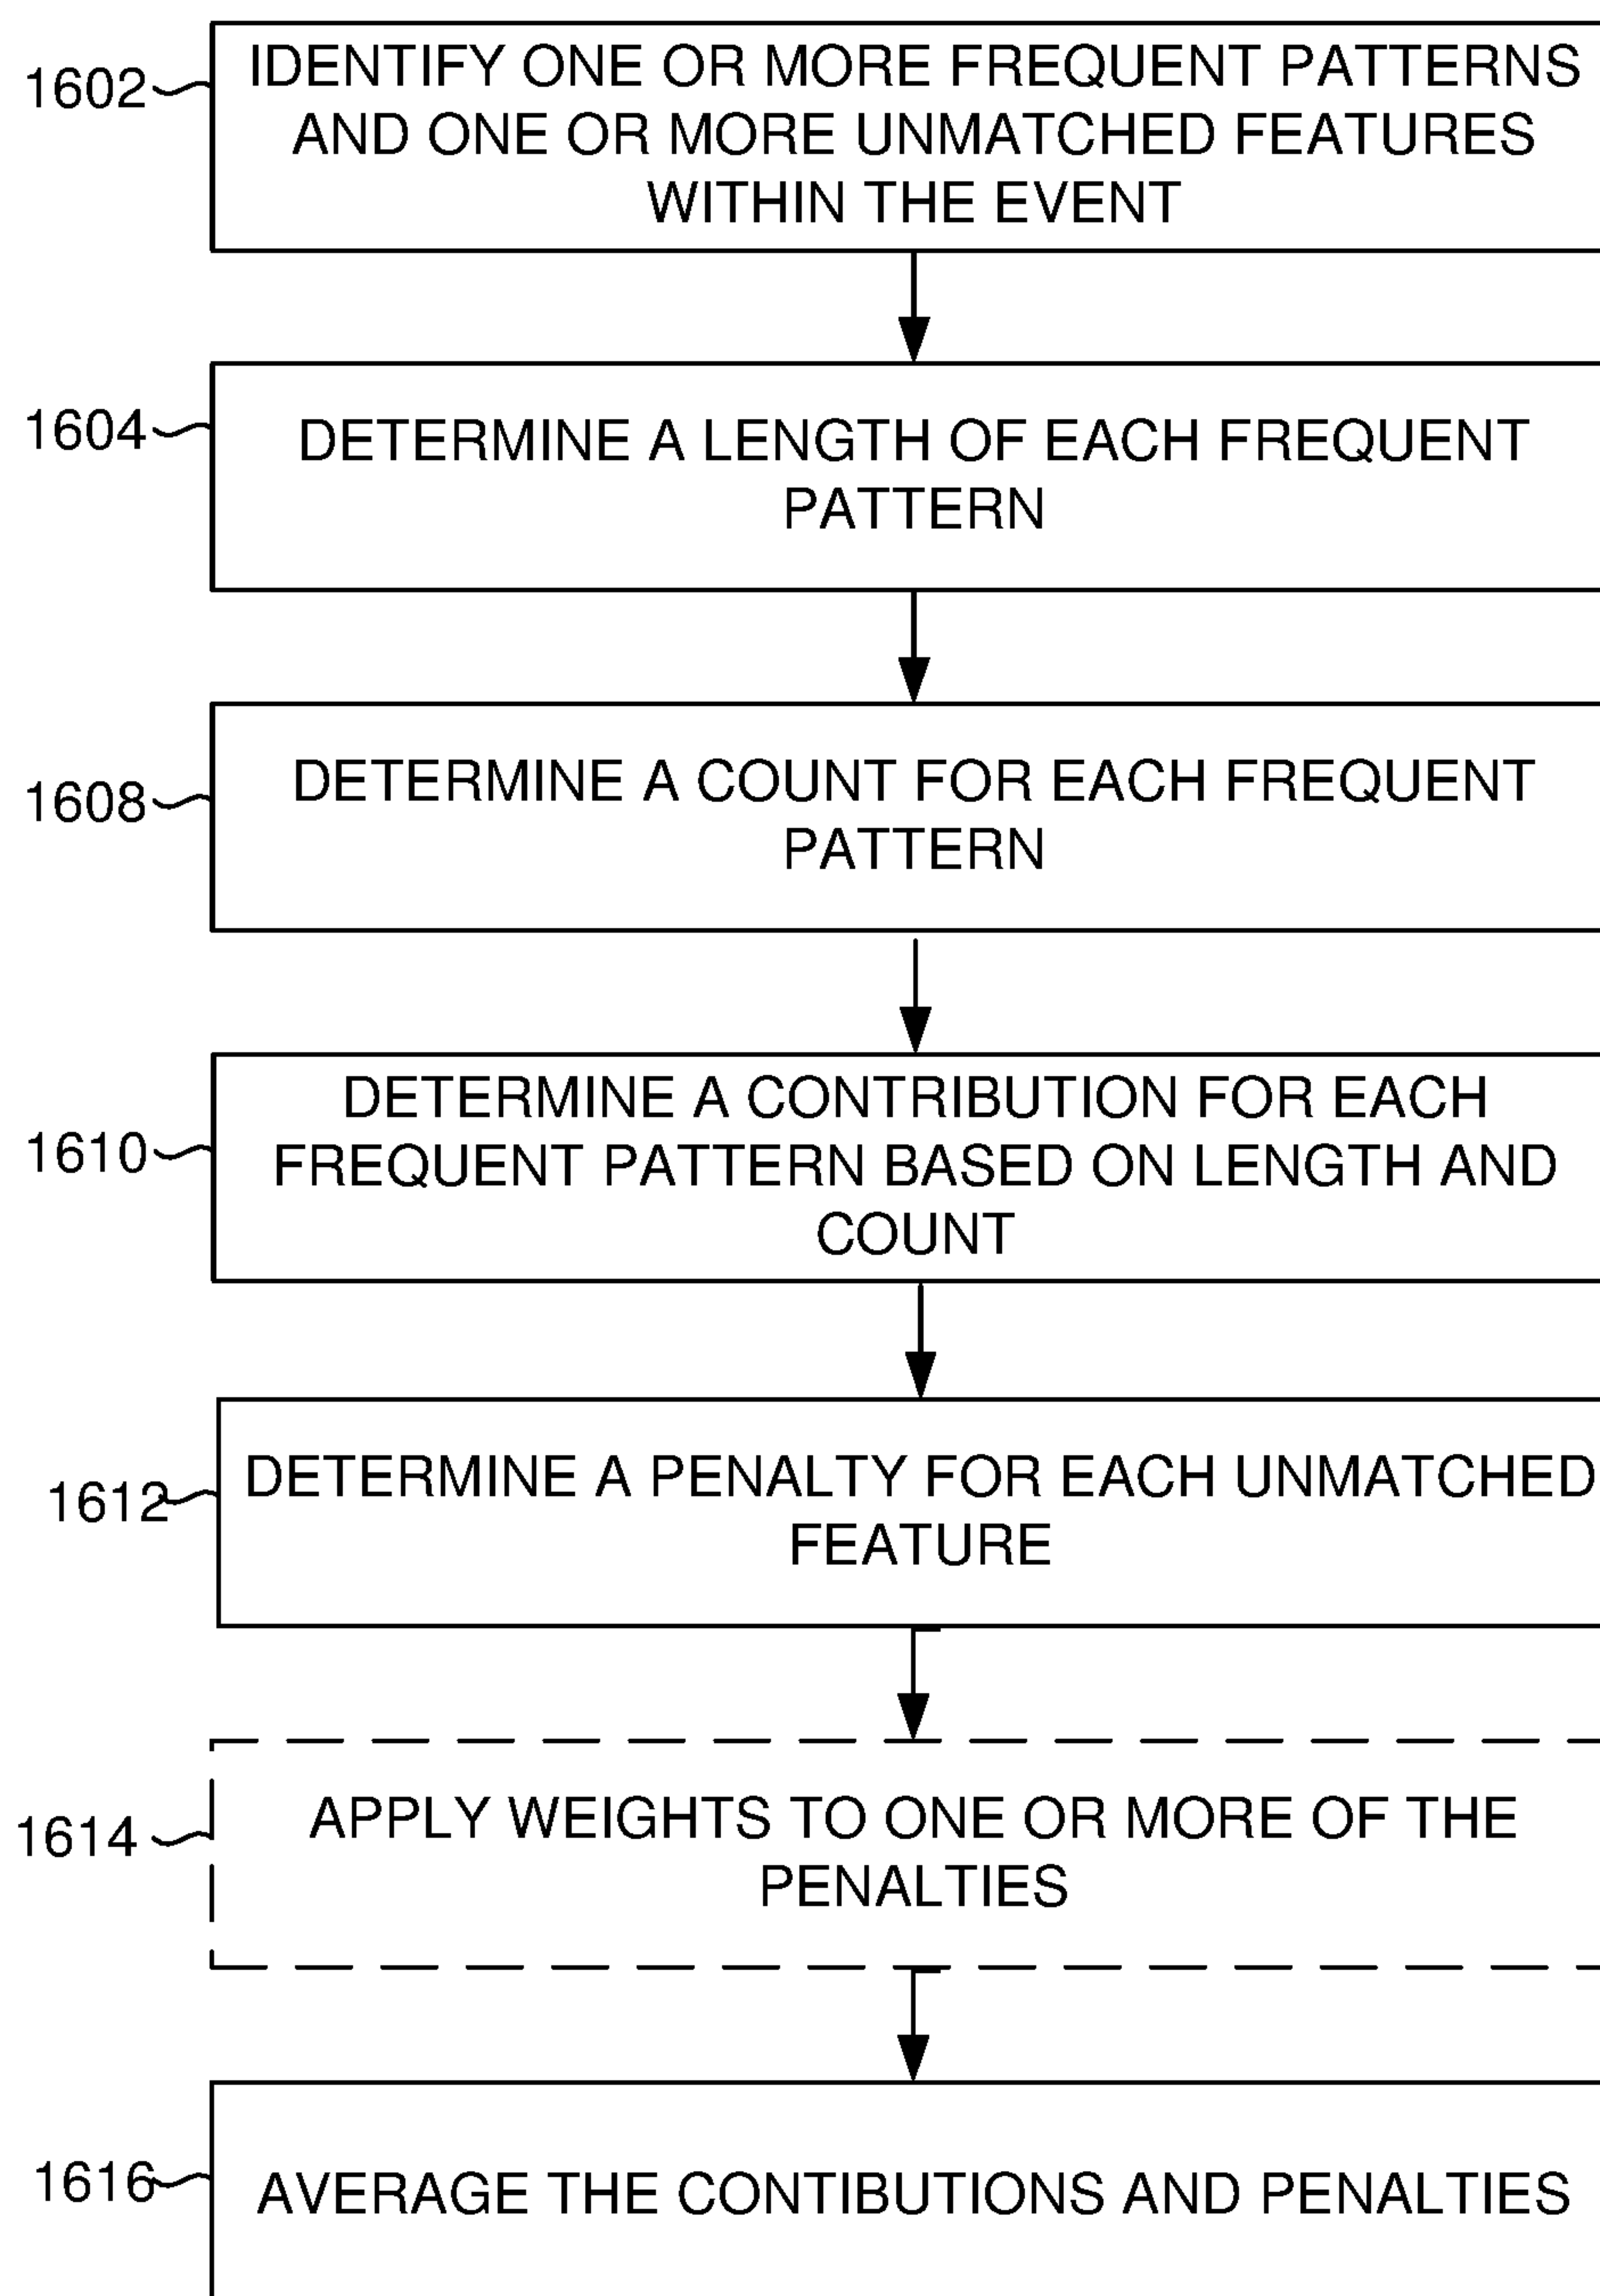 1602
IDENTIFY ONE OR MORE FREQUENT PATTERNS
AND ONE OR MORE UNMATCHED FEATURES
WITHIN THE EVENT
1604
DETERMINE A LENGTH OF EACH FREQUENT
PATTERN
1608
DETERMINE A COUNT FOR EACH FREQUENT
PATTERN
1610
DETERMINE A CONTRIBUTION FOR EACH
FREQUENT PATTERN BASED ON LENGTH AND
COUNT
1612
DETERMINE A PENALTY FOR EACH UNMATCHED
FEATURE
1614
APPLY WEIGHTS TO ONE OR MORE OF THE
PENALTIES
1616
AVERAGE THE CONTIBUTIONS AND PENALTIES